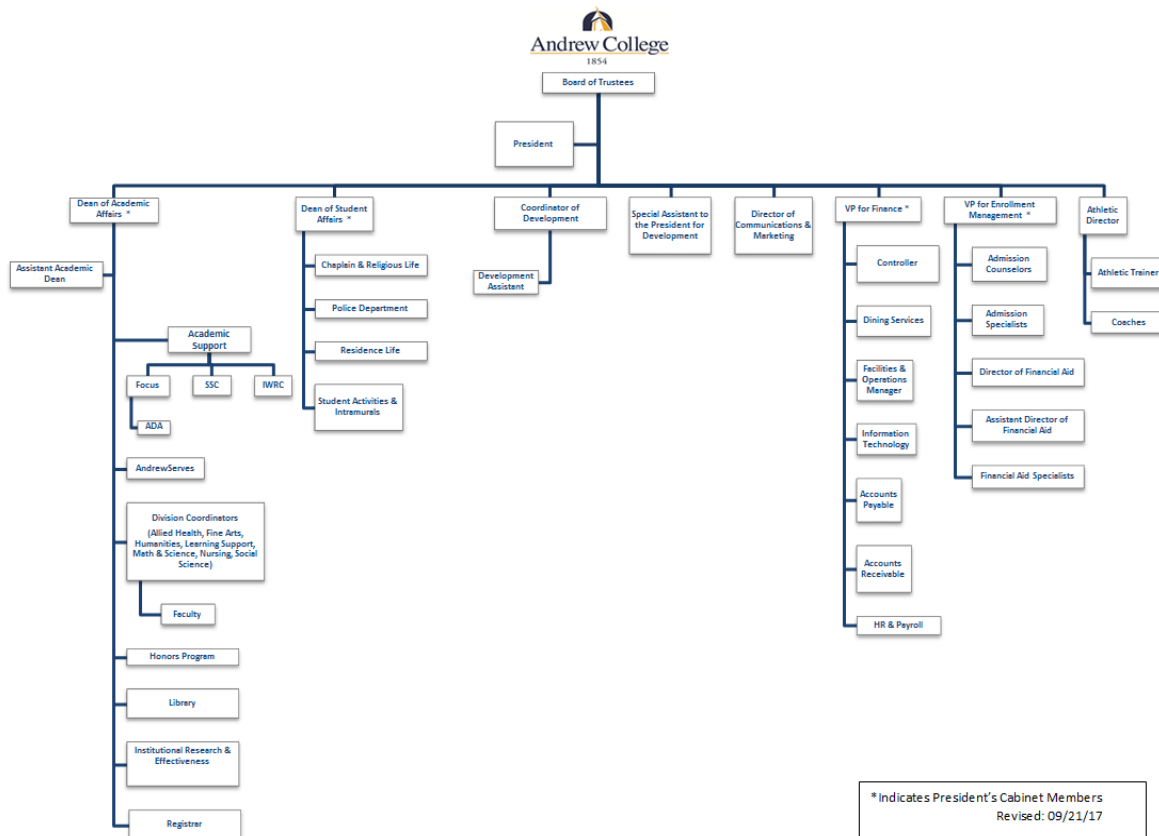 Andrew College
1854
Board of Trustees
President
Dean of Academic
Affairs *
Dean of Student
Affairs *
Coordinator of
Development
Special Assistant to
the President for
Development
Director of
Communications &
Marketing
VP for Finance *
VP for Enrollment
Management *
Athletic
Director
Assistant Academic
Dean
Academic
Support
Focus
SSC
IWRC
ADA
AndrewServes
Division Coordinators
(Allied Health, Fine Arts,
Humanities, Learning Support,
Math & Science, Nursing, Social
Science)
Faculty
Honors Program
Library
Institutional Research &
Effectiveness
Registrar
Chaplain & Religious Life
Police Department
Residence Life
Student Activities &
Intramurals
Development
Assistant
Controller
Dining Services
Facilities &
Operations
Manager
Information
Technology
Accounts
Payable
Accounts
Receivable
HR & Payroll
Admission
Counselors
Admission
Specialists
Director of Financial Aid
Assistant Director of
Financial Aid
Financial Aid Specialists
Athletic Trainer
Coaches
*Indicates President's Cabinet Members
Revised: 09/21/17